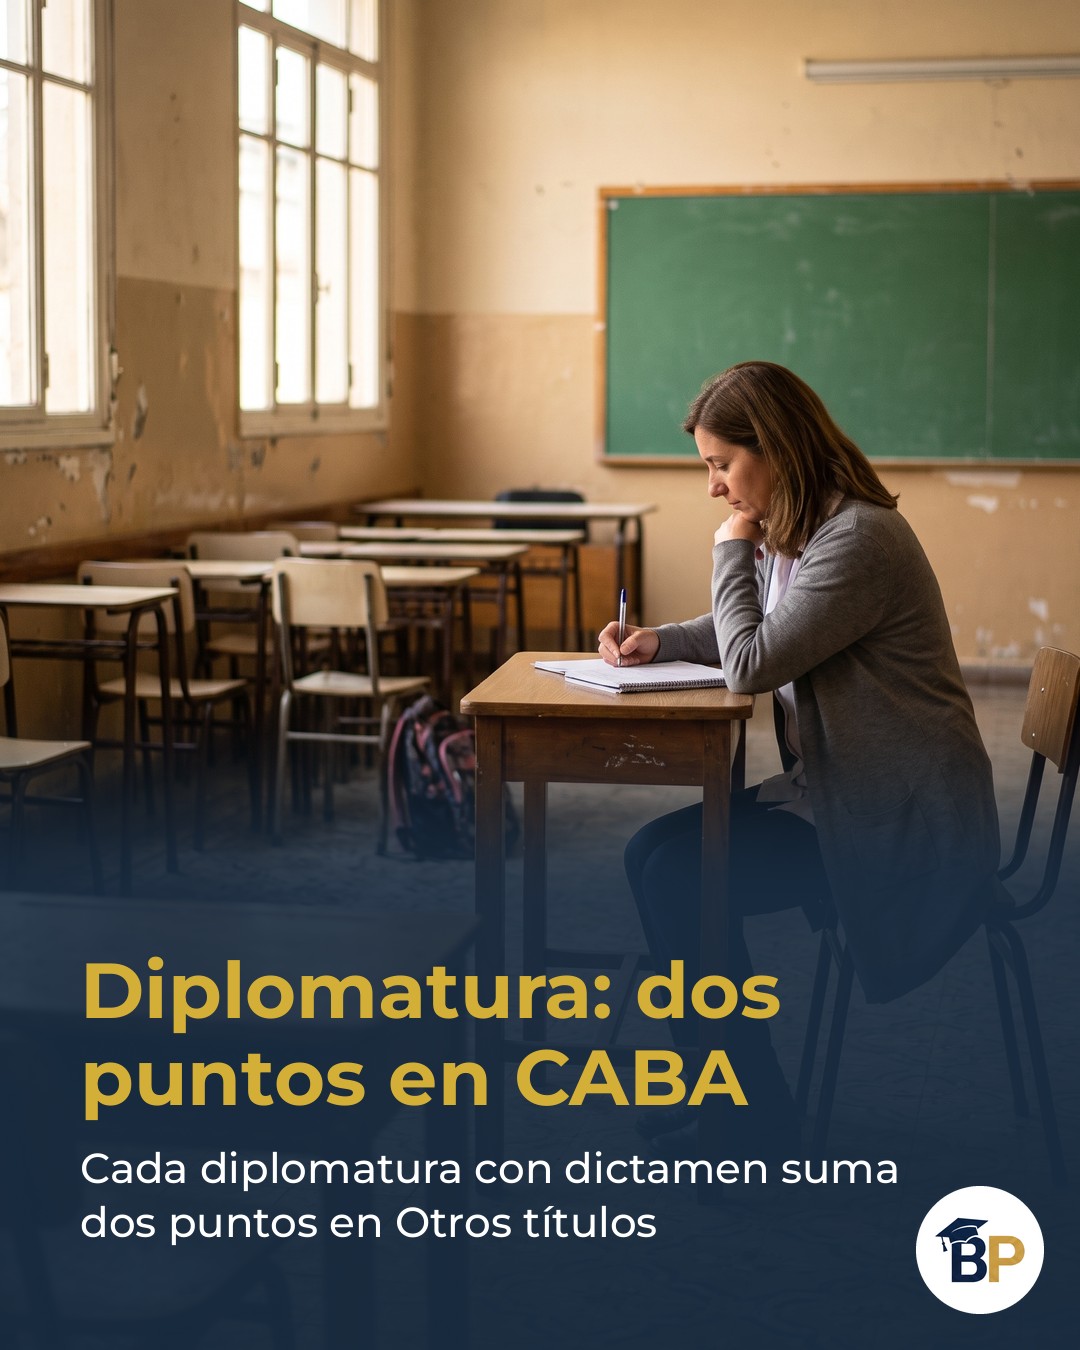 Diplomatura: dos
puntos en CABA
Cada diplomatura con dictamen suma
dos puntos en Otros títulos
BP